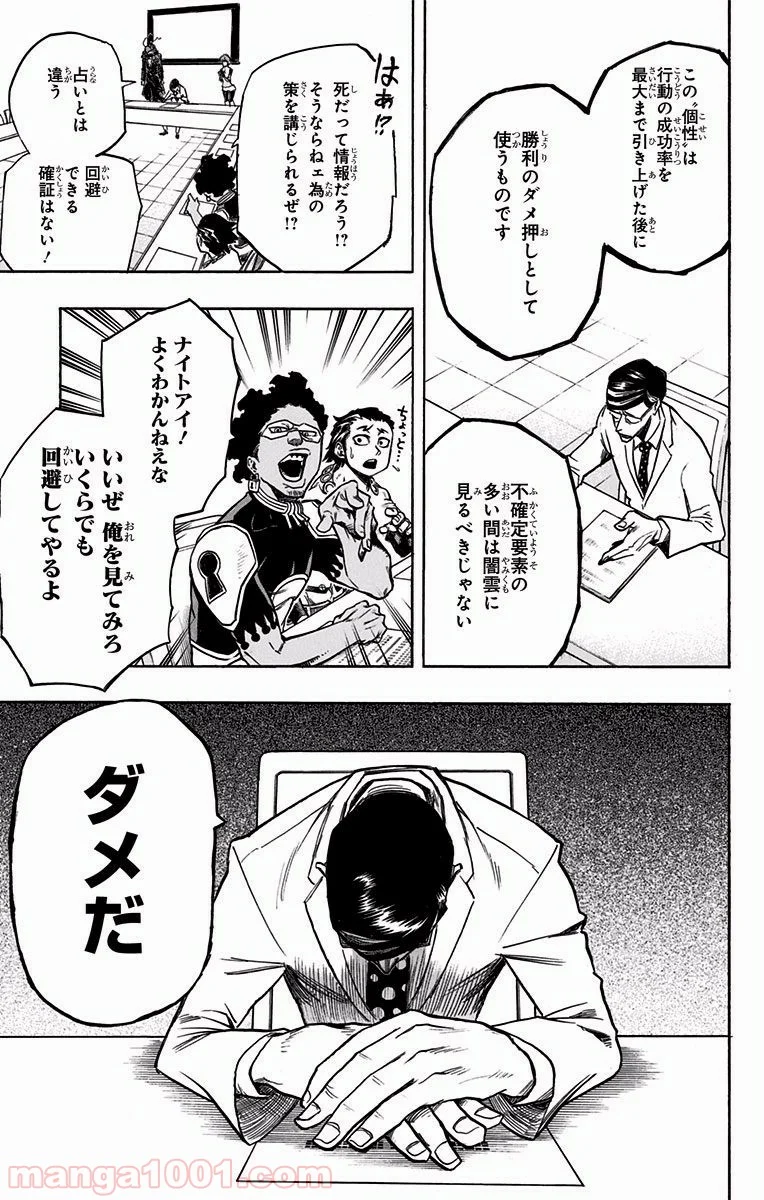 この“個性”は
行動の成功率を
最大まで引き上げた後に
勝利のダメ押しとして
使うものです
不確定要素の
多い間は闇雲に
見るべきじゃない
はぁ!?
死だって情報だろう!?
そうならねェ為の
策を講じられるぜ!?
占いとは
違う
回避
できる
確証はない!
ナイトアイ!
よくわかんねえな
いいぜ 俺を見てみろ
いくらでも
回避してやるよ
ちょっと…
ダメだ
manga1001.com